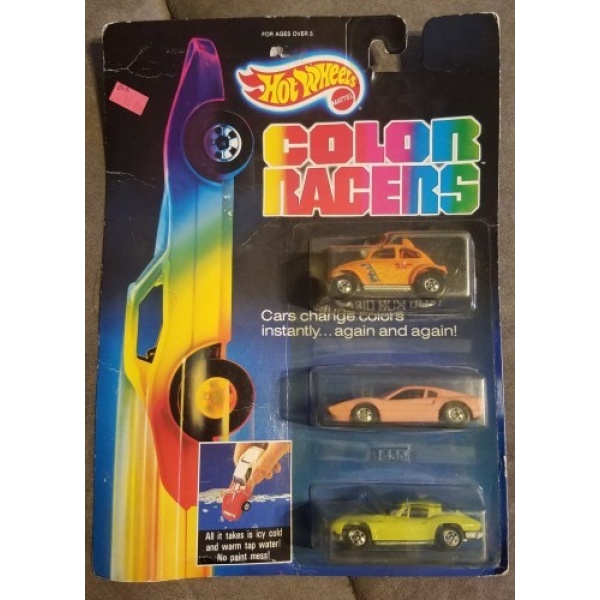 FOR AGES OVER 5
Hot Wheels
MATTEL
COLOR
RACERS
Cars change colors
instantly...again and again!
All it takes is icy cold
and warm tap water!
No paint mess!